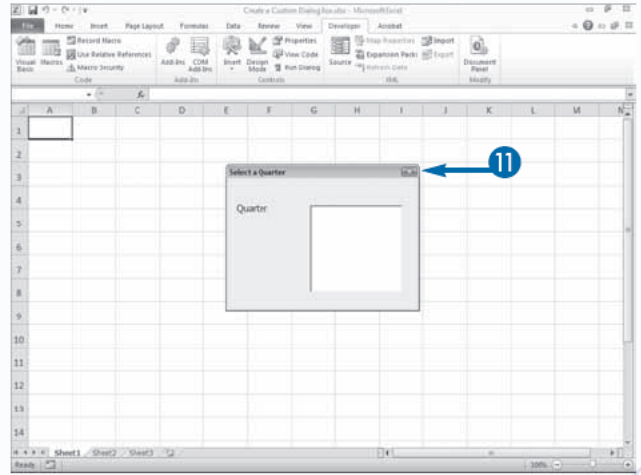 Create a Custom Dialog Box.xlsx - Microsoft Excel
File Home Insert Page Layout Formulas Data Review View Developer Acrobat
Visual Basic Macros Record Macro Use Relative References Macro Security Add-Ins COM Add-Ins Insert Design Mode Properties View Code Run Dialog Source Map Properties Expansion Packs Refresh Data Import Export Document Panel
Code Add-Ins Controls XML Modify
fx
A B C D E F G H I J K L M N
1
2
3
4
5
6
7
8
9
10
11
12
13
14
Select a Quarter
Quarter
11
Sheet1 Sheet2 Sheet3
Ready 100%